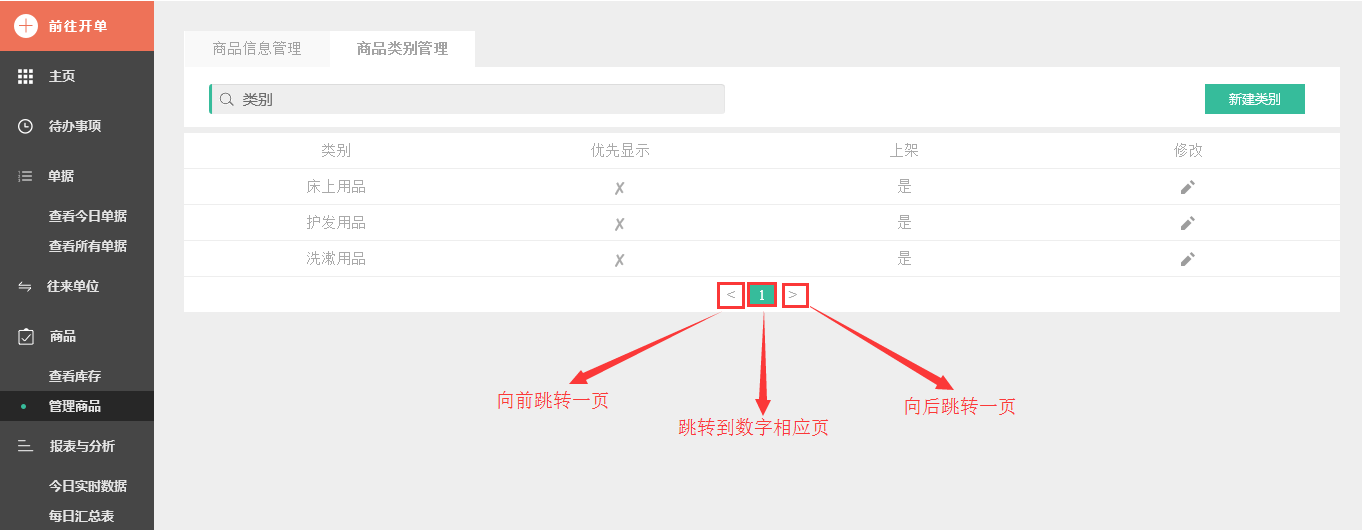 前往开单
主页
待办事项
单据
查看今日单据
查看所有单据
往来单位
商品
查看库存
管理商品
报表与分析
今日实时数据
每日汇总表
商品信息管理 商品类别管理
类别 新建类别
类别 优先显示 上架 修改
床上用品 ✗ 是
护发用品 ✗ 是
洗漱用品 ✗ 是
< 1 >
向前跳转一页
跳转到数字相应页
向后跳转一页